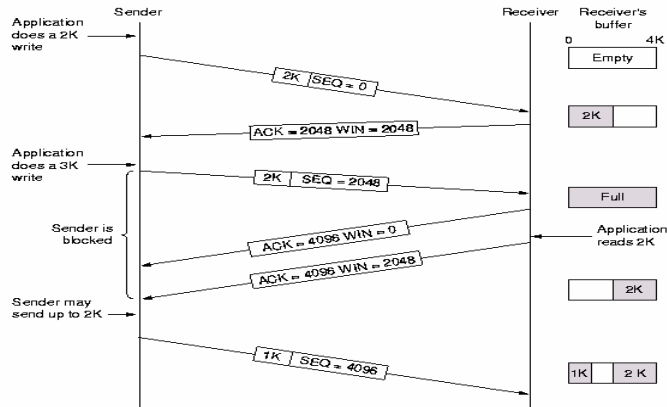 Sender
Receiver
Receiver's
buffer
Application
does a 2K
write
0 4K
Empty
2K SEQ = 0
2K
ACK = 2048 WIN = 2048
Application
does a 3K
write
2K SEQ = 2048
Full
Sender is
blocked
ACK = 4096 WIN = 0
Application
reads 2K
ACK = 4096 WIN = 2048
2K
Sender may
send up to 2K
1K SEQ = 4096
1K 2 K